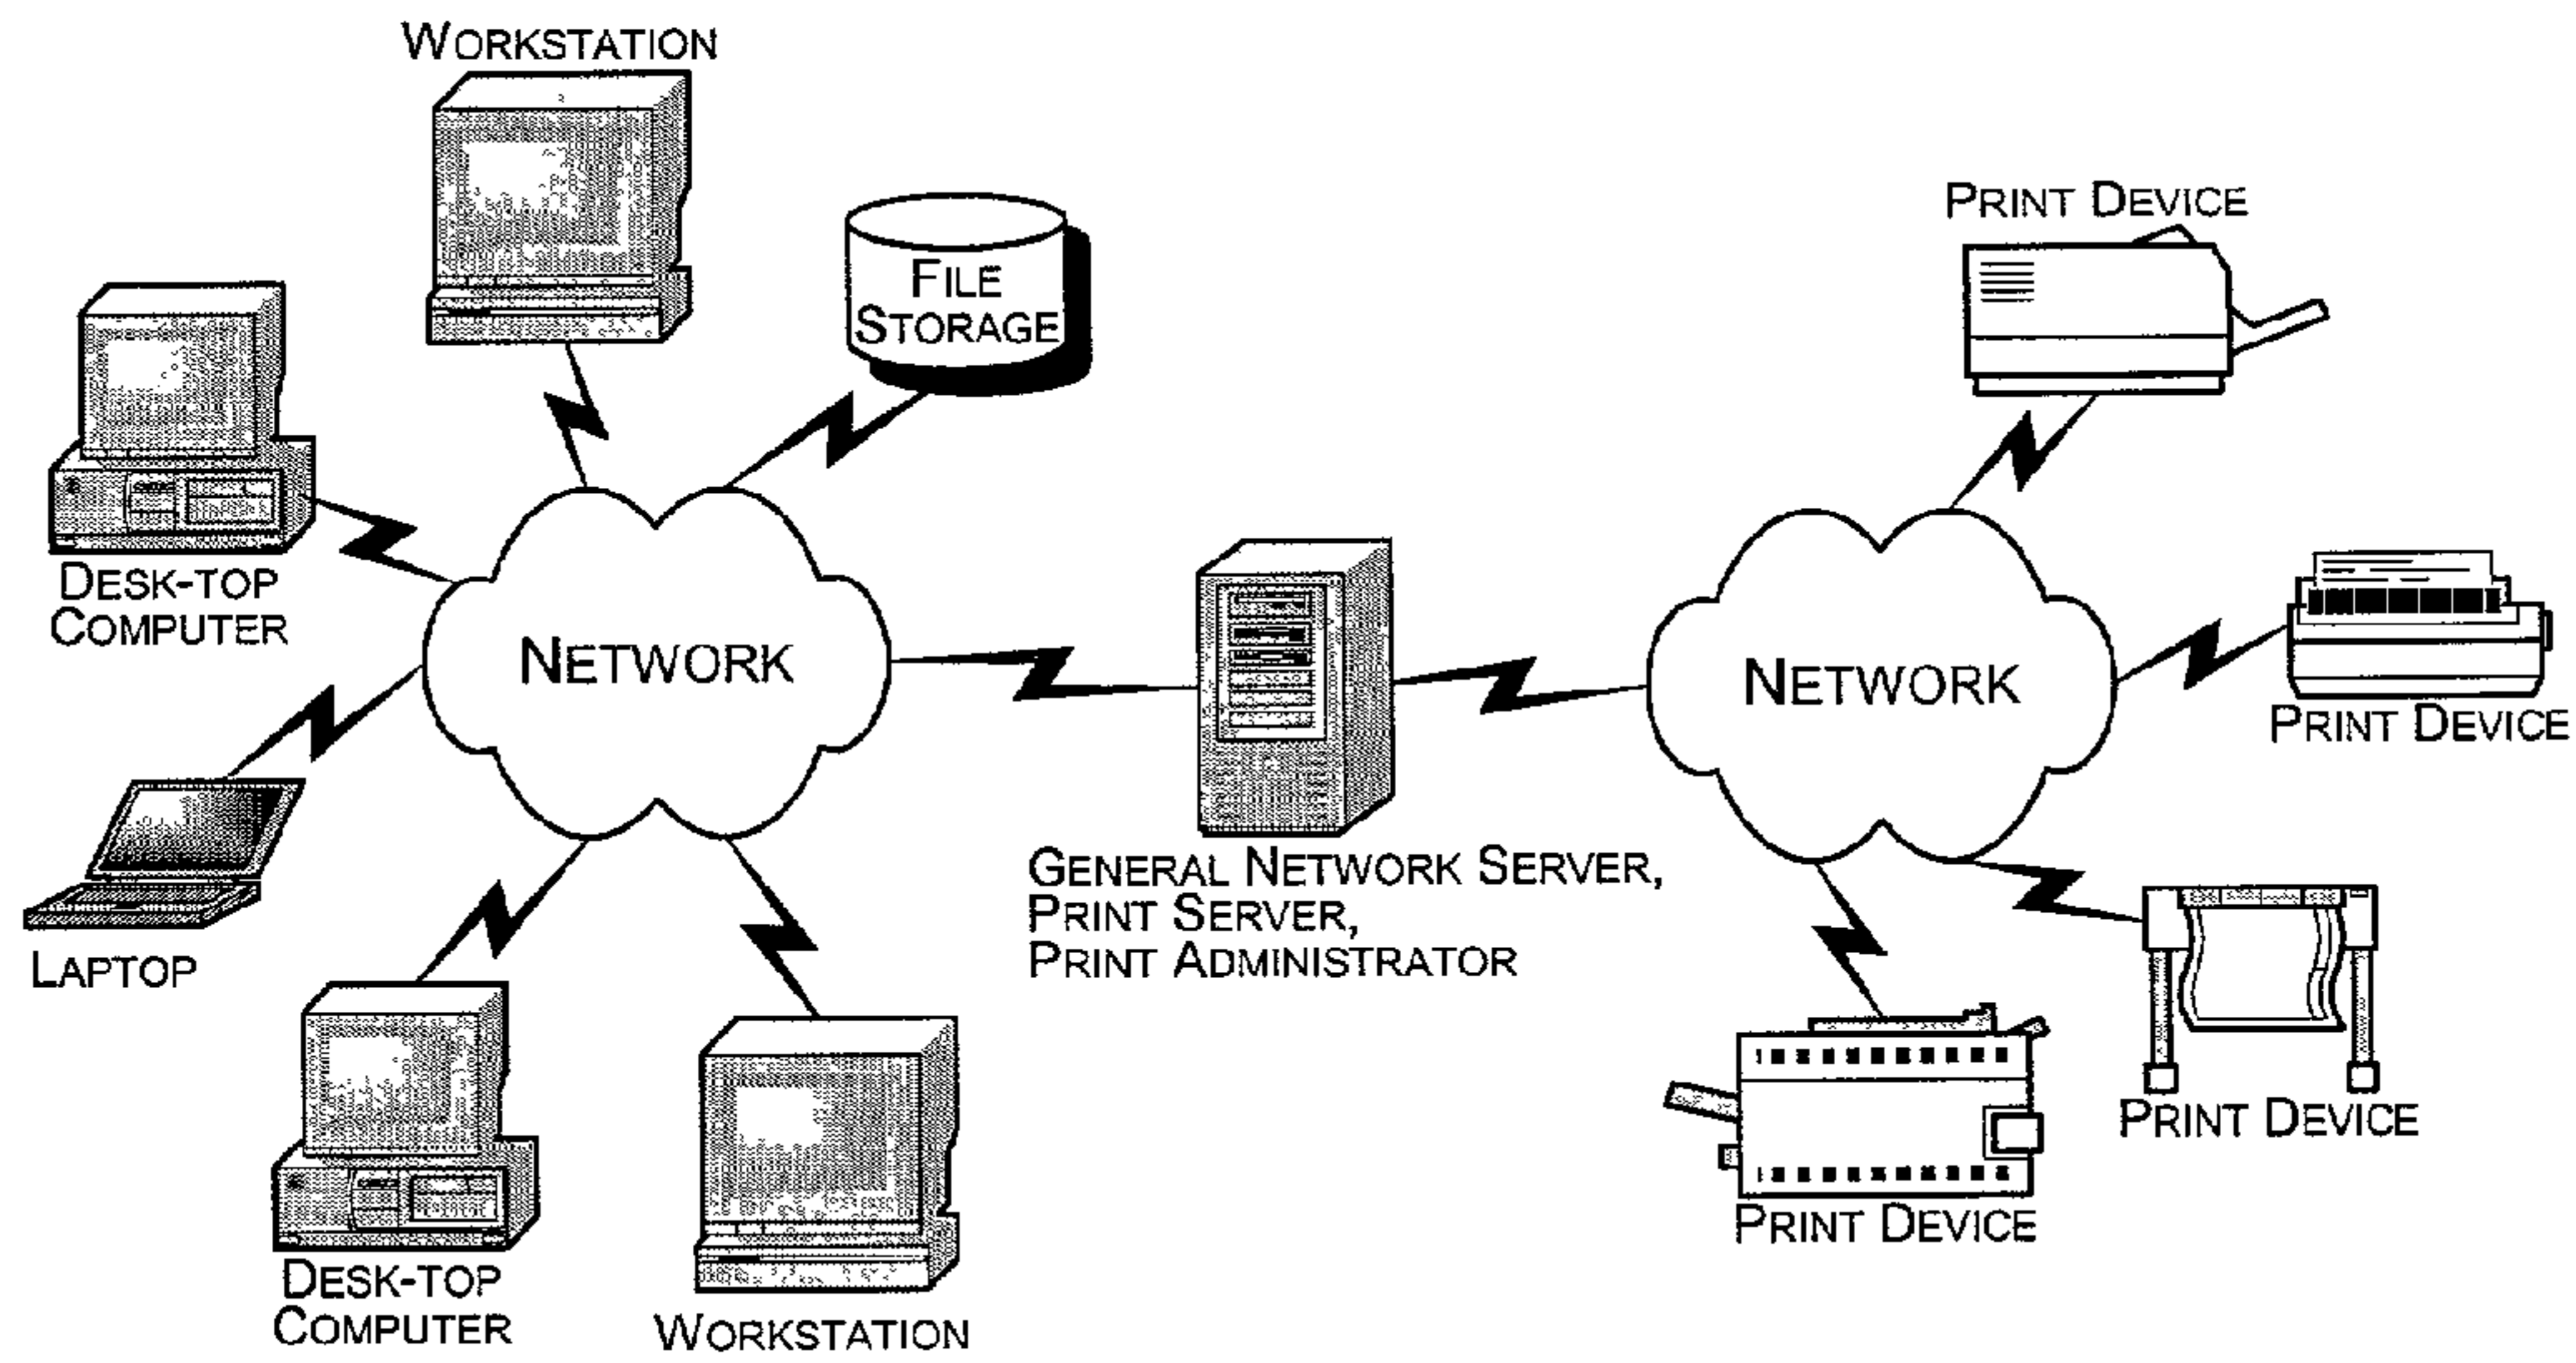 WORKSTATION
FILE
STORAGE
PRINT DEVICE
DESK-TOP
COMPUTER
NETWORK
NETWORK
PRINT DEVICE
GENERAL NETWORK SERVER,
PRINT SERVER,
PRINT ADMINISTRATOR
LAPTOP
PRINT DEVICE
PRINT DEVICE
DESK-TOP
COMPUTER
WORKSTATION